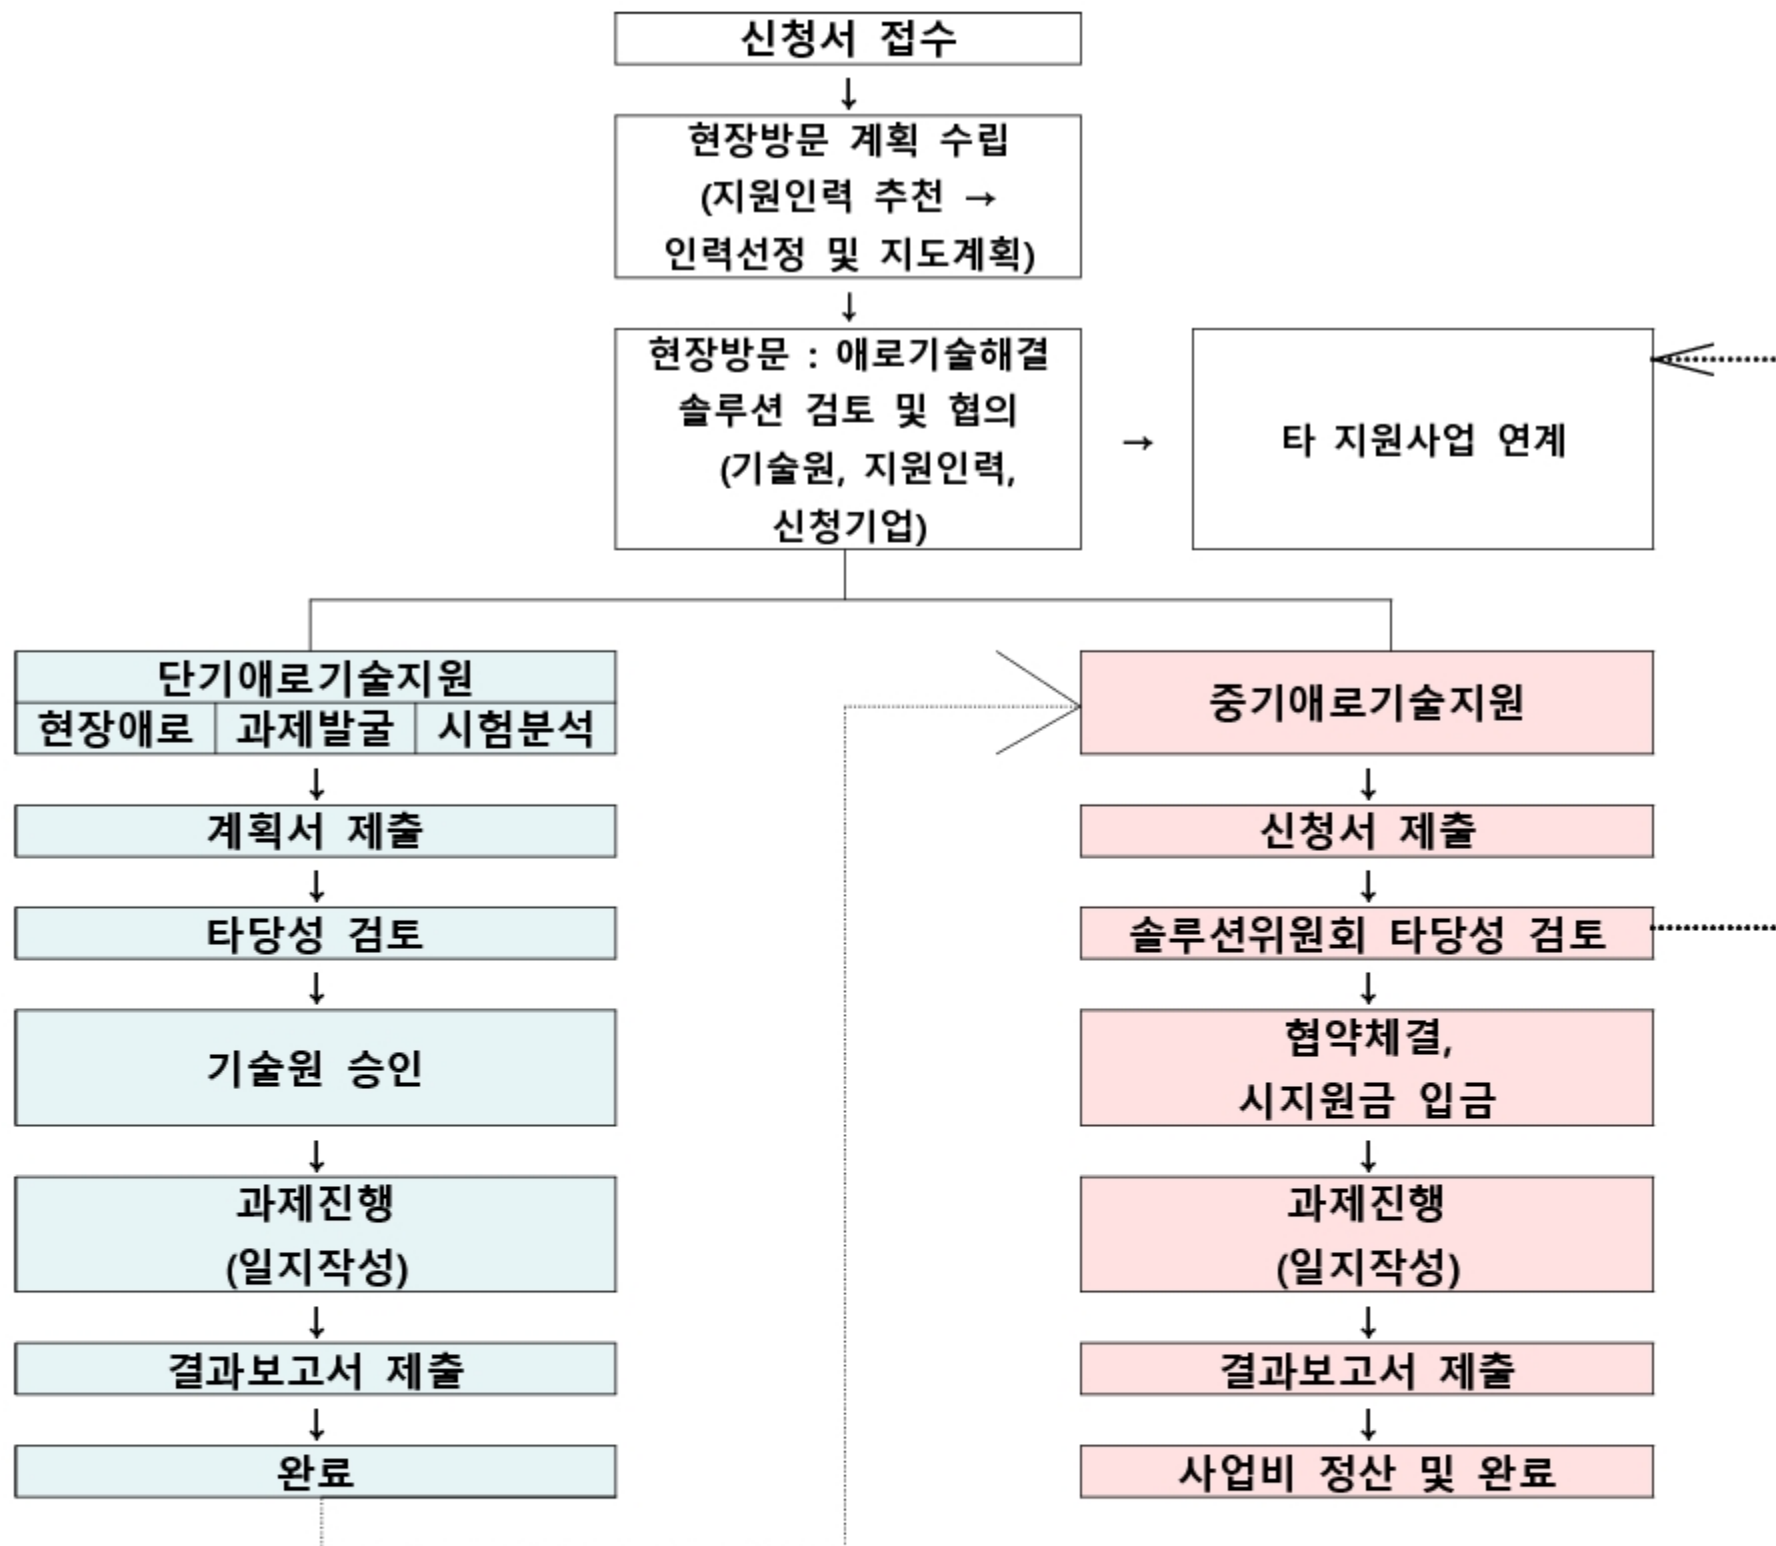 신청서 접수
↓
현장방문 계획 수립
(지원인력 추천 →
인력선정 및 지도계획)
↓
현장방문 : 애로기술해결
솔루션 검토 및 협의
(기술원, 지원인력,
신청기업)
→
타 지원사업 연계
단기애로기술지원
현장애로 과제발굴 시험분석
↓
계획서 제출
↓
타당성 검토
↓
기술원 승인
↓
과제진행
(일지작성)
↓
결과보고서 제출
↓
완료
중기애로기술지원
↓
신청서 제출
↓
솔루션위원회 타당성 검토
↓
협약체결,
시지원금 입금
↓
과제진행
(일지작성)
↓
결과보고서 제출
↓
사업비 정산 및 완료